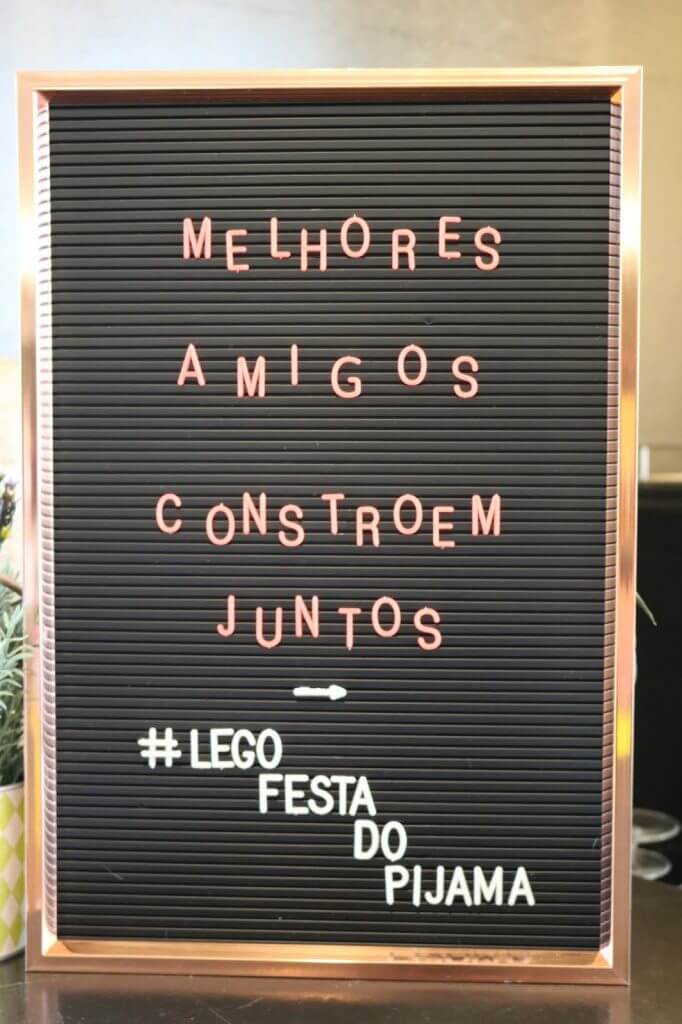 MELHORES
AMIGOS
CONSTROEM
JUNTOS
#LEGO
FESTA
DO
PIJAMA